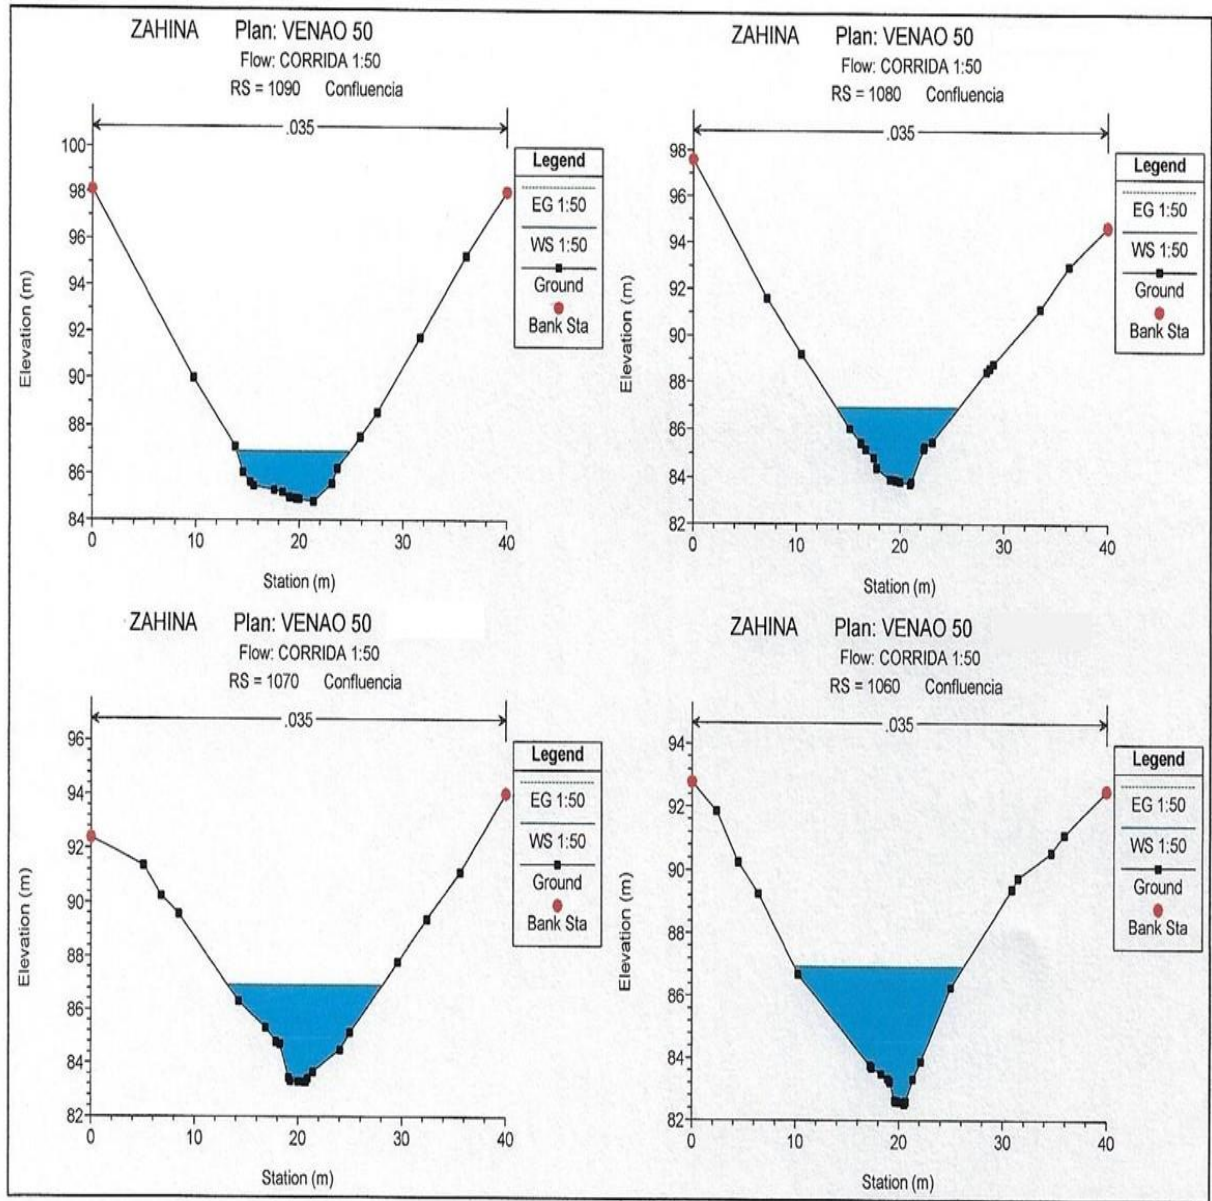 ZAHINA Plan: VENAO 50
Flow: CORRIDA 1:50
RS = 1090 Confluencia
.035
Legend
EG 1:50
WS 1:50
Ground
Bank Sta
Elevation (m)
100
98
96
94
92
90
88
86
84
0 10 20 30 40
Station (m)
ZAHINA Plan: VENAO 50
Flow: CORRIDA 1:50
RS = 1080 Confluencia
.035
Legend
EG 1:50
WS 1:50
Ground
Bank Sta
Elevation (m)
98
96
94
92
90
88
86
84
82
0 10 20 30 40
Station (m)
ZAHINA Plan: VENAO 50
Flow: CORRIDA 1:50
RS = 1070 Confluencia
.035
Legend
EG 1:50
WS 1:50
Ground
Bank Sta
Elevation (m)
96
94
92
90
88
86
84
82
0 10 20 30 40
Station (m)
ZAHINA Plan: VENAO 50
Flow: CORRIDA 1:50
RS = 1060 Confluencia
.035
Legend
EG 1:50
WS 1:50
Ground
Bank Sta
Elevation (m)
94
92
90
88
86
84
82
0 10 20 30 40
Station (m)